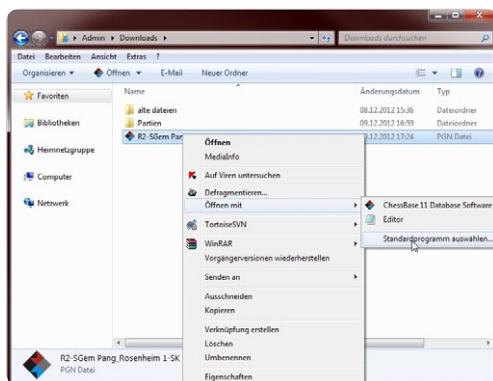 Admin ▸ Downloads ▸
Downloads durchsuchen
Datei Bearbeiten Ansicht Extras ?
Organisieren Öffnen E-Mail Neuer Ordner
Name Änderungsdatum Typ
Favoriten
alte dateien 08.12.2012 15:36 Dateiordner
Bibliotheken
Partien 09.12.2012 16:59 Dateiordner
R2-SGem Pang .12.2012 17:24 PGN Datei
Heimnetzgruppe
Computer
Netzwerk
Öffnen
MediaInfo
Auf Viren untersuchen
Defragmentieren...
Öffnen mit
ChessBase 11 Database Software
Editor
Standardprogramm auswählen...
TortoiseSVN
WinRAR
Vorgängerversionen wiederherstellen
Senden an
Ausschneiden
Kopieren
Verknüpfung erstellen
Löschen
Umbenennen
Eigenschaften
R2-SGem Pang_Rosenheim 1-SK
PGN Datei